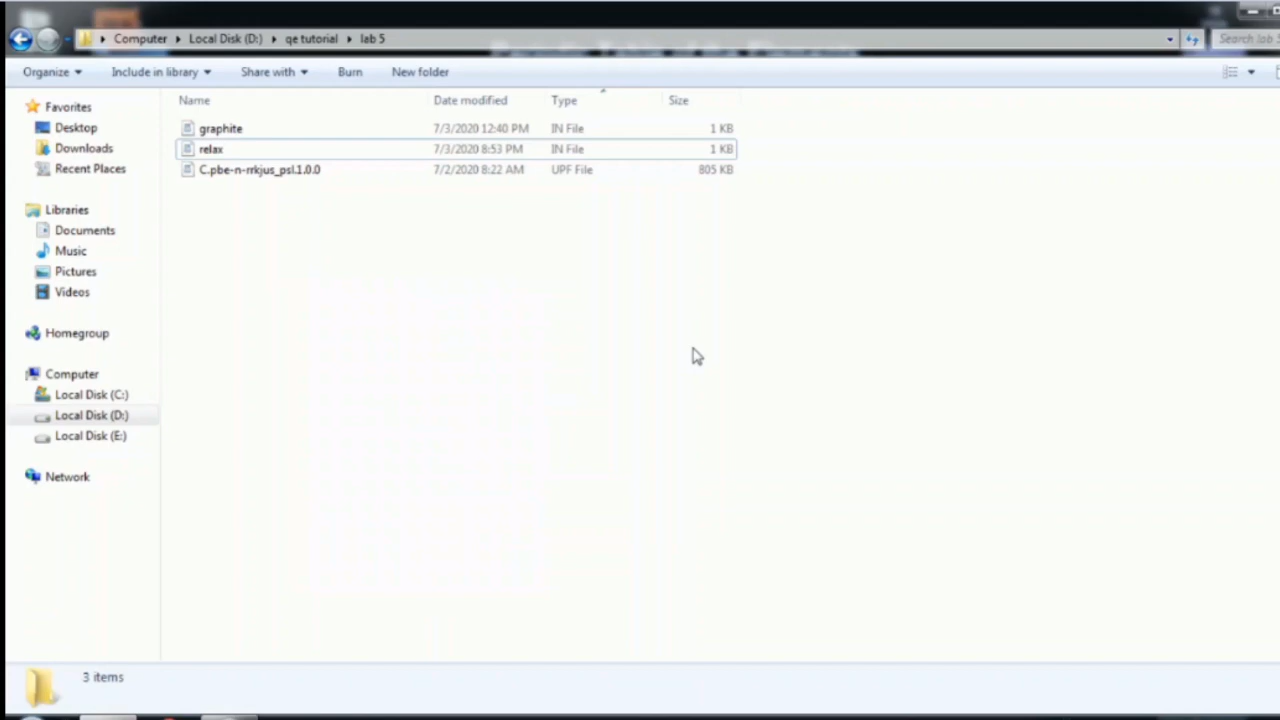 Computer Local Disk (D:) qe tutorial lab 5
Search lab 5
Organize Include in library Share with Burn New folder
Name Date modified Type Size
graphite 7/3/2020 12:40 PM IN File 1 KB
relax 7/3/2020 8:53 PM IN File 1 KB
C.pbe-n-rrkjus_psl.1.0.0 7/2/2020 8:22 AM UPF File 805 KB
Favorites
Desktop
Downloads
Recent Places
Libraries
Documents
Music
Pictures
Videos
Homegroup
Computer
Local Disk (C:)
Local Disk (D:)
Local Disk (E:)
Network
3 items